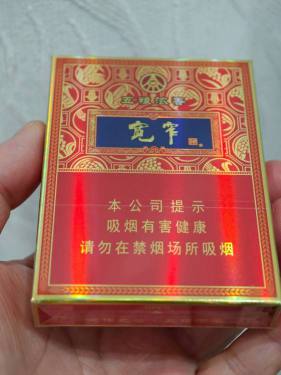 五粮浓香
宽窄
本公司提示
吸烟有害健康
请勿在禁烟场所吸烟